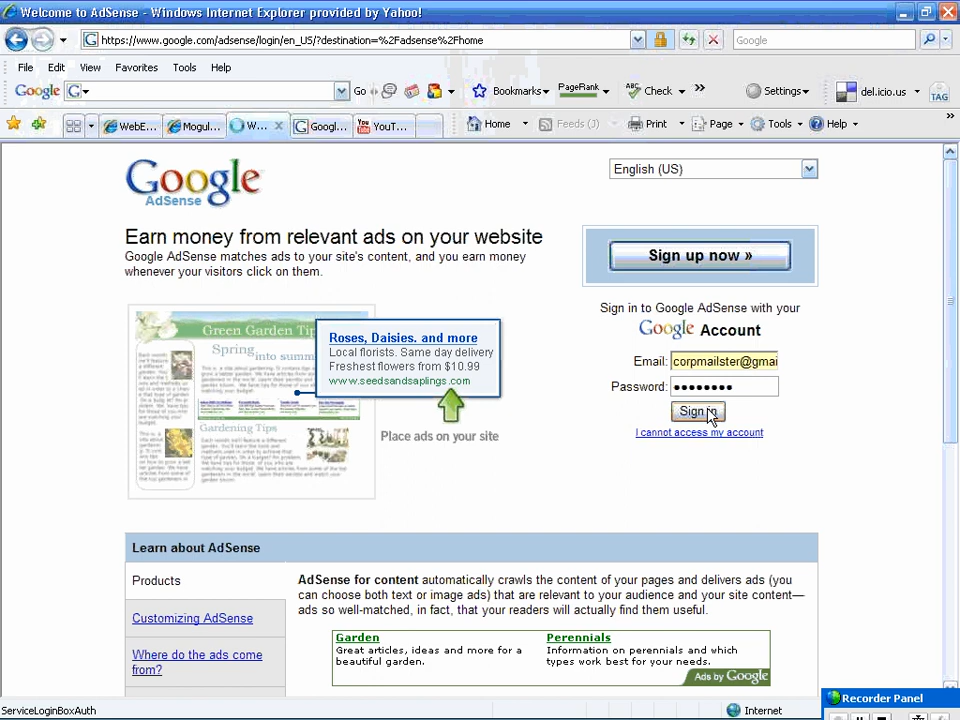 Welcome to AdSense - Windows Internet Explorer provided by Yahoo!
https://www.google.com/adsense/login/en_US/?destination=%2Fadsense%2Fhome
Google
File Edit View Favorites Tools Help
Google G Go Bookmarks PageRank Check Settings del.icio.us TAG
WebE... Mogul... W... Googl... YouT... Home Feeds (J) Print Page Tools Help
Google
AdSense
English (US)
Earn money from relevant ads on your website
Google AdSense matches ads to your site's content, and you earn money
whenever your visitors click on them.
Sign up now »
Sign in to Google AdSense with your
Google Account
Email: corpmailster@gmai
Password: ••••••••
Sign in
I cannot access my account
Green Garden Tip
Spring
into summ
Gardening Tips
Roses, Daisies. and more
Local florists. Same day delivery
Freshest flowers from $10.99
www.seedsandsaplings.com
Place ads on your site
Learn about AdSense
Products
Customizing AdSense
Where do the ads come
from?
AdSense for content automatically crawls the content of your pages and delivers ads (you
can choose both text or image ads) that are relevant to your audience and your site content—
ads so well-matched, in fact, that your readers will actually find them useful.
Garden
Great articles, ideas and more for a
beautiful garden.
Perennials
Information on perennials and which
types work best for your needs.
Ads by Google
ServiceLoginBoxAuth
Internet
Recorder Panel